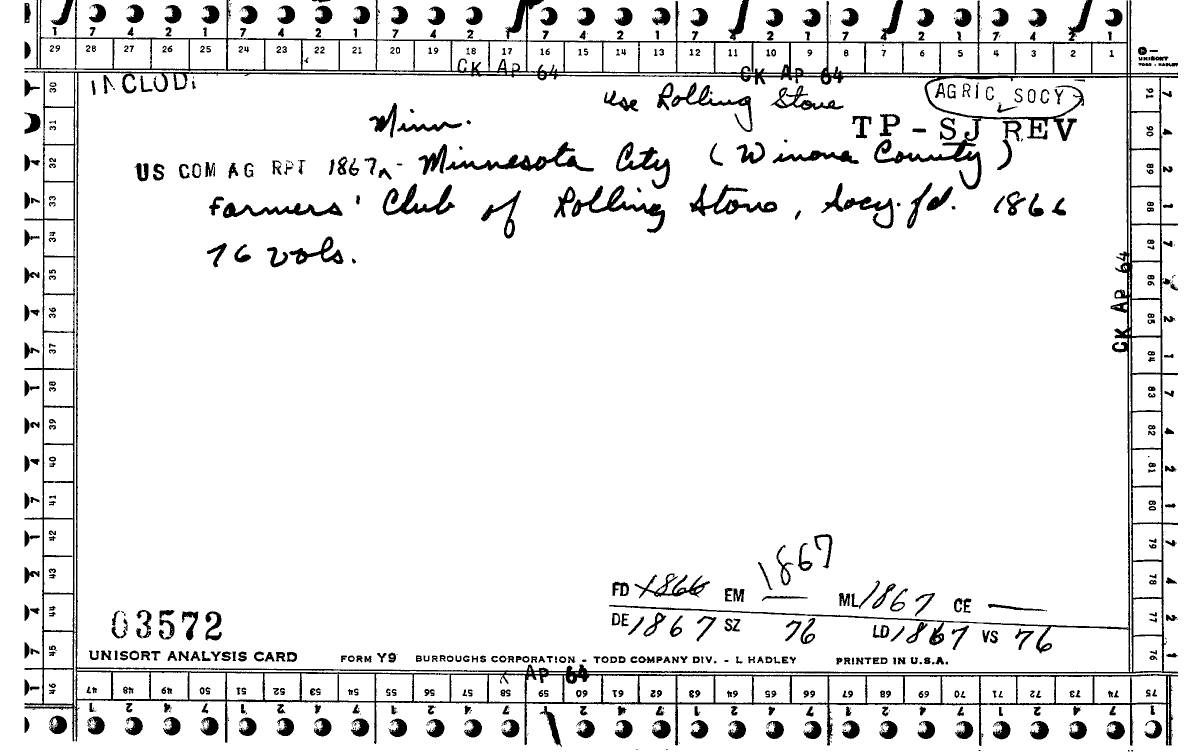 1 7 4 2 1 7 4 2 1 7 4 2 1 7 4 2 1 7 4 2 1 7 4 2 1 7 4 2 1
29 28 27 26 25 24 23 22 21 20 19 18 17 16 15 14 13 12 11 10 9 8 7 6 5 4 3 2 1
UNISORT
TODD - HADLEY
CK AP 64 CK AP 64
INCLUD
use Rolling Stone AGRIC SOCY
Minn. TP-SJ REV
US COM AG RPT 1867 - Minnesota City (Winona County)
Farmers' Club of Rolling Stone, Socy. fd. 1866
76 vols.
CK AP 64
30 31 32 33 34 35 36 37 38 39 40 41 42 43 44 45 46
91 90 89 88 87 86 85 84 83 82 81 80 79 78 77 76
1867
FD 1866 EM — ML 1867 CE —
DE 1867 SZ 76 LD 1867 VS 76
03572
UNISORT ANALYSIS CARD FORM Y9 BURROUGHS CORPORATION - TODD COMPANY DIV. - L HADLEY PRINTED IN U.S.A.
AP 64
47 48 49 50 51 52 53 54 55 56 57 58 59 60 61 62 63 64 65 66 67 68 69 70 71 72 73 74 75
1 2 4 7 1 2 4 7 1 2 4 7 1 2 4 7 1 2 4 7 1 2 4 7 1 2 4 7 1